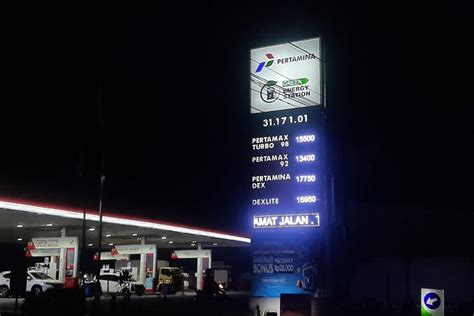 PERTAMINA
GREEN
ENERGY
STATION
31.171.01
PERTAMAX
TURBO 98 15500
PERTAMAX
92 13400
PERTAMINA
DEX 17750
DEXLITE 16950
AMAT JALAN .
BONUS